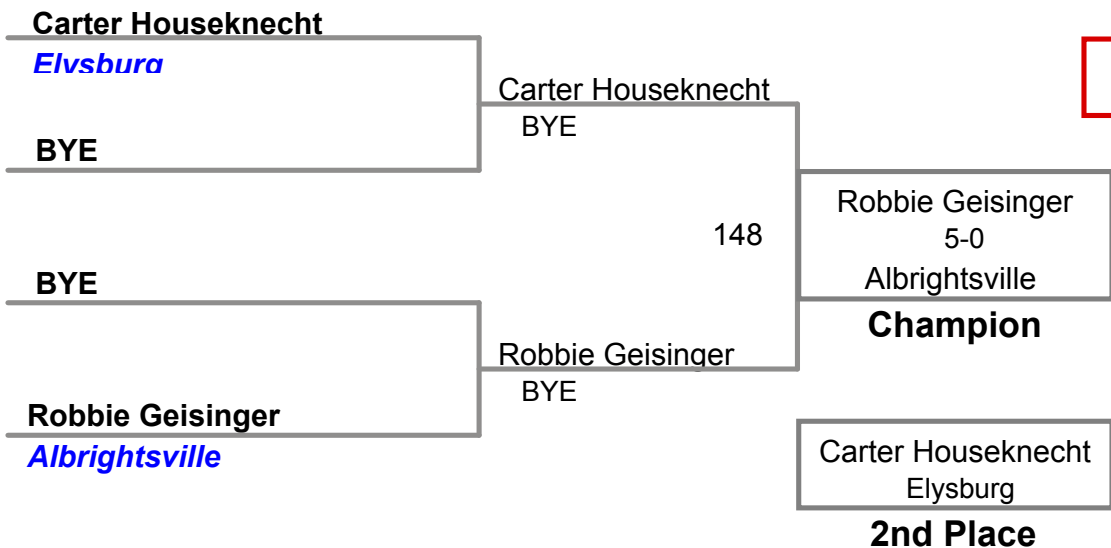 Carter Houseknecht
Elysburg
BYE
Carter Houseknecht
BYE
148
BYE
Robbie Geisinger
BYE
Robbie Geisinger
Albrightsville
Robbie Geisinger
5-0
Albrightsville
Champion
Carter Houseknecht
Elysburg
2nd Place